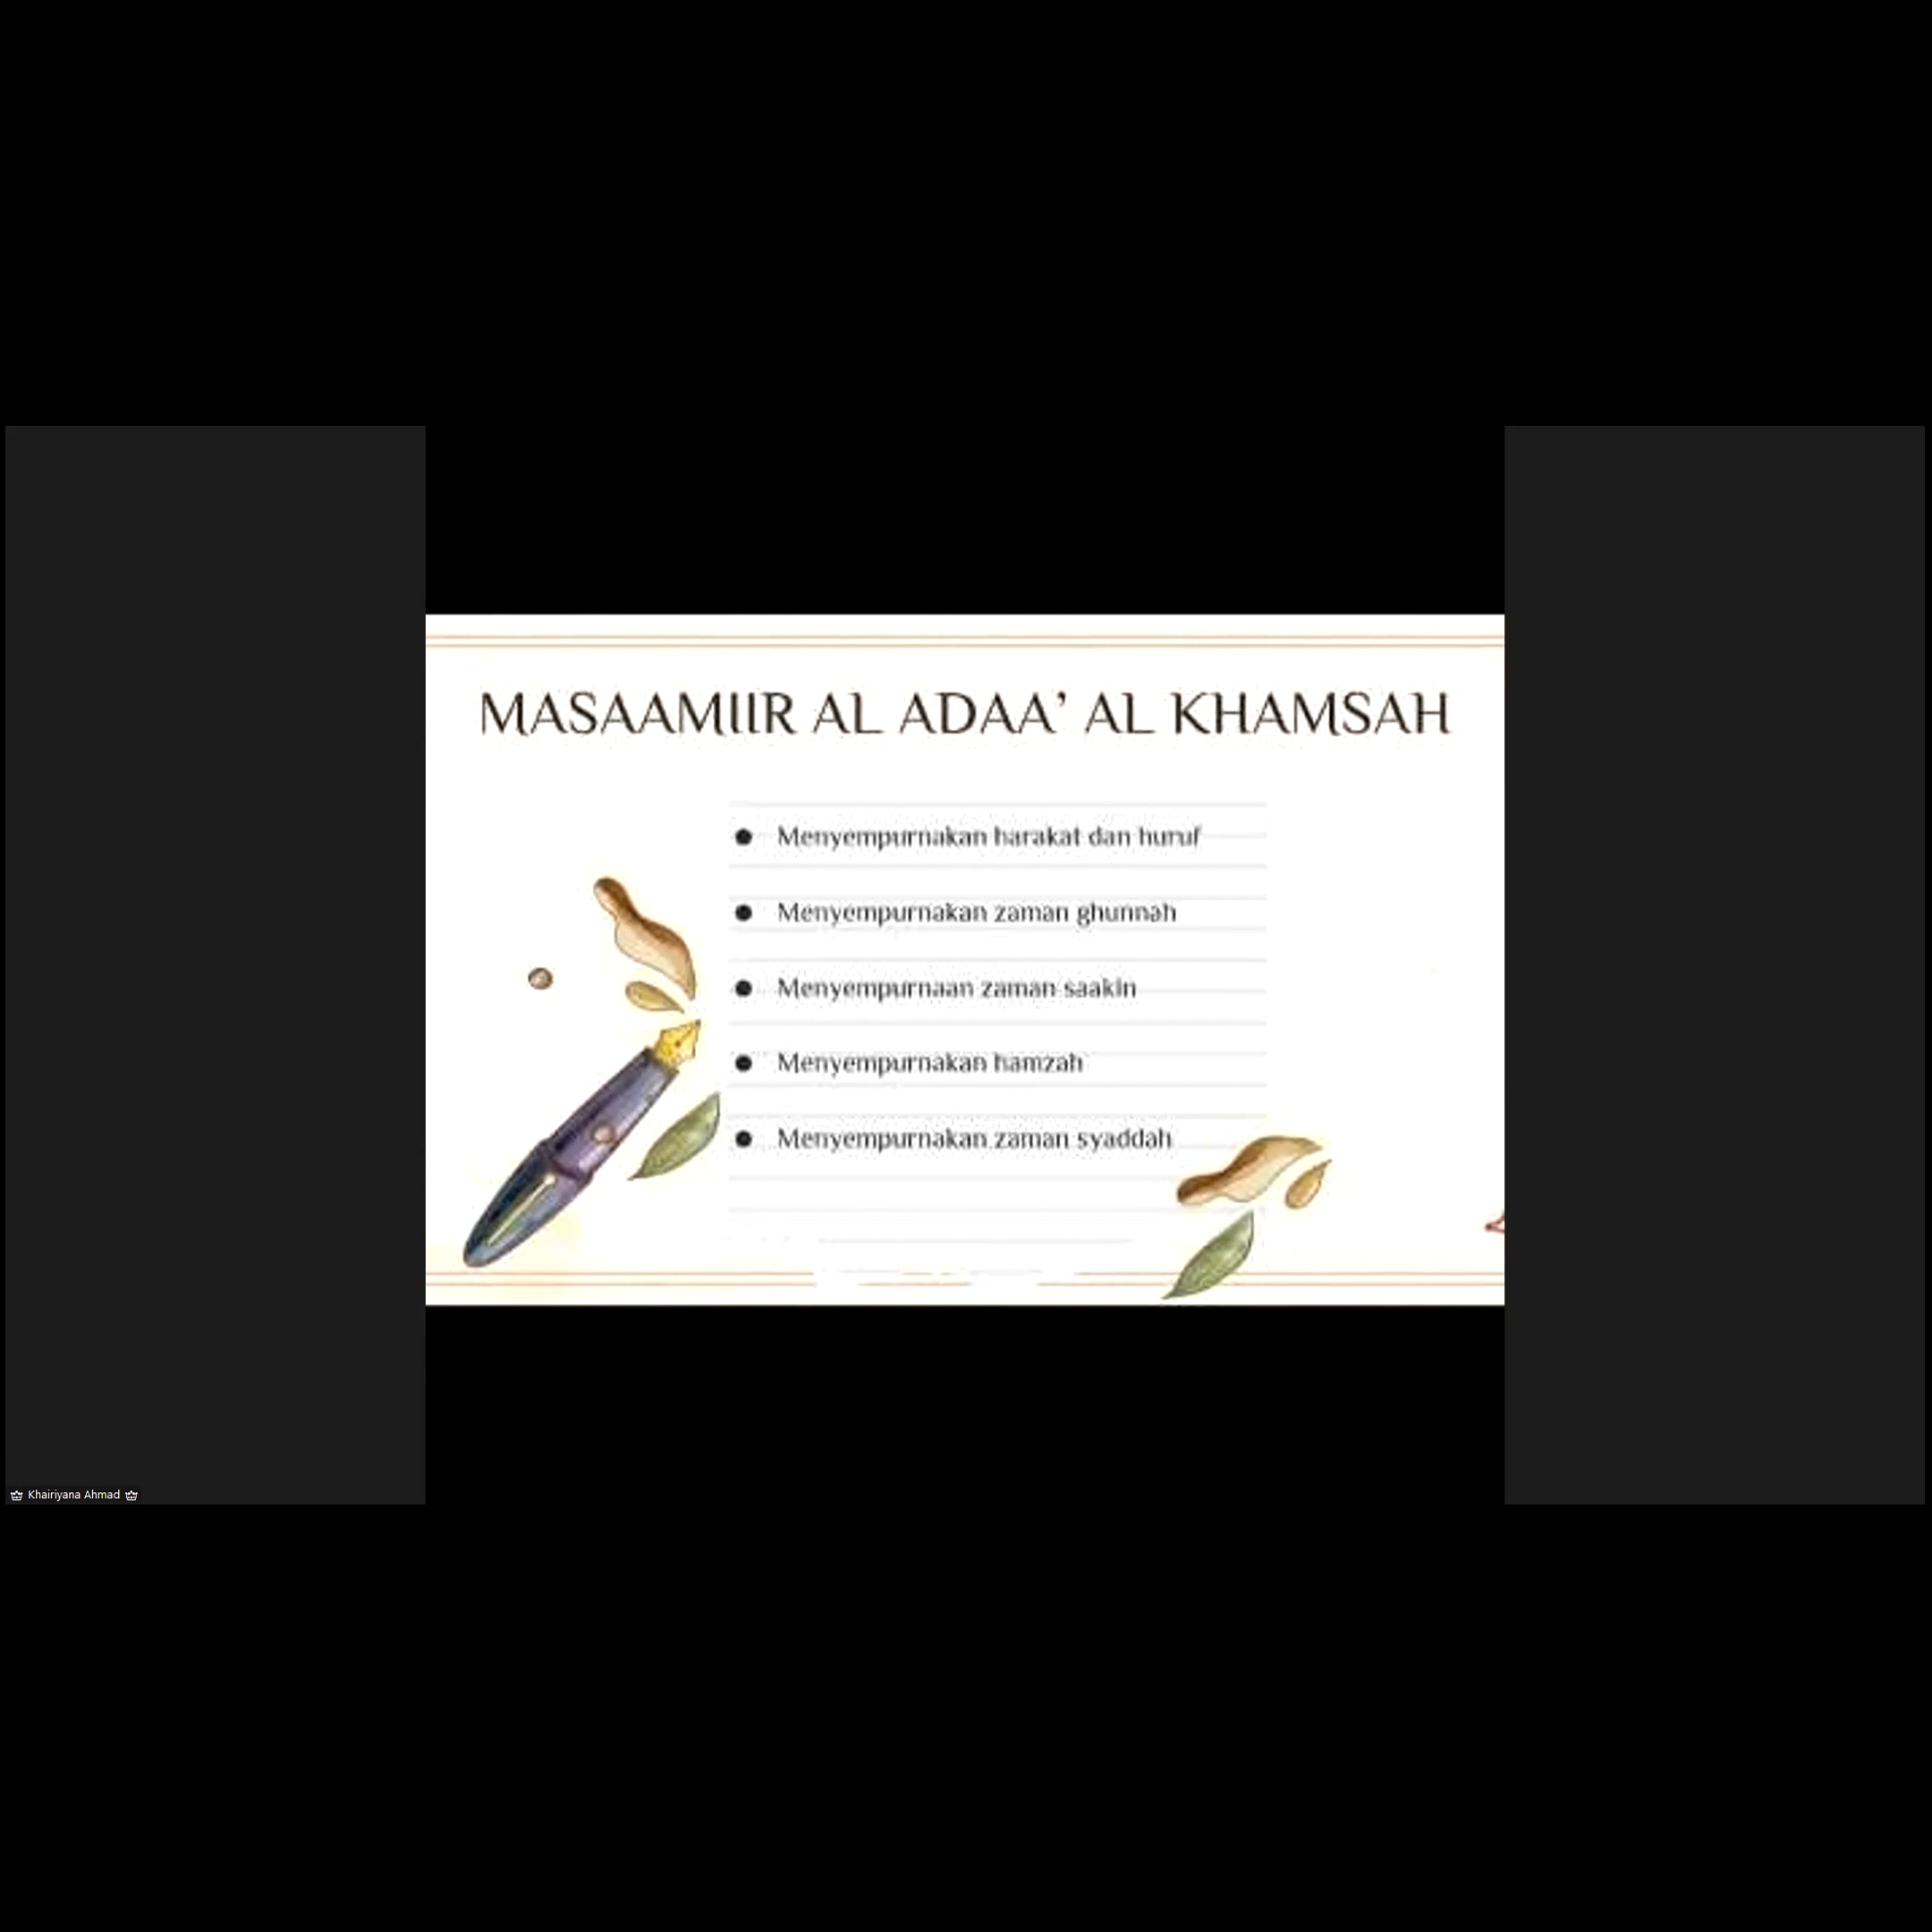 MASAAMIIR AL ADAA’ AL KHAMSAH
● Menyempurnakan harakat dan huruf
● Menyempurnakan zaman ghunnah
● Menyempurnaan zaman saakin
● Menyempurnakan hamzah
● Menyempurnakan zaman syaddah
Khairiyana Ahmad